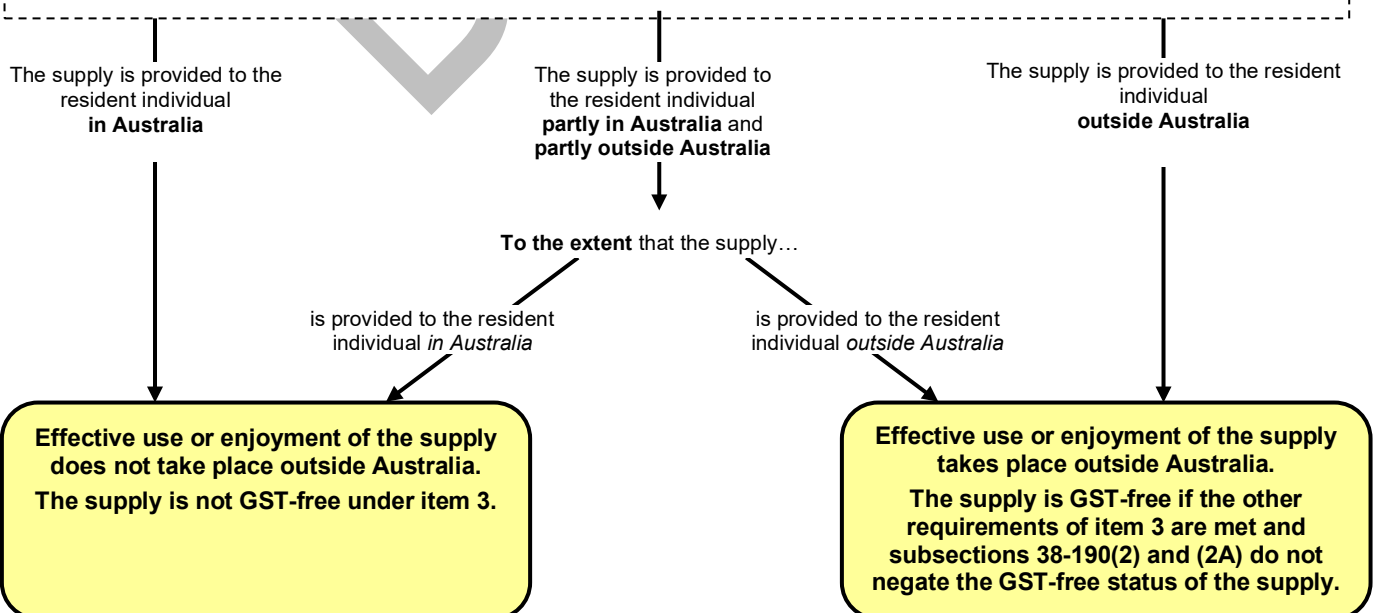 The supply is provided to the
resident individual
in Australia
The supply is provided to
the resident individual
partly in Australia and
partly outside Australia
The supply is provided to the resident
individual
outside Australia
To the extent that the supply…
is provided to the resident
individual in Australia
is provided to the resident
individual outside Australia
Effective use or enjoyment of the supply
does not take place outside Australia.
The supply is not GST-free under item 3.
Effective use or enjoyment of the supply
takes place outside Australia.
The supply is GST-free if the other
requirements of item 3 are met and
subsections 38-190(2) and (2A) do not
negate the GST-free status of the supply.